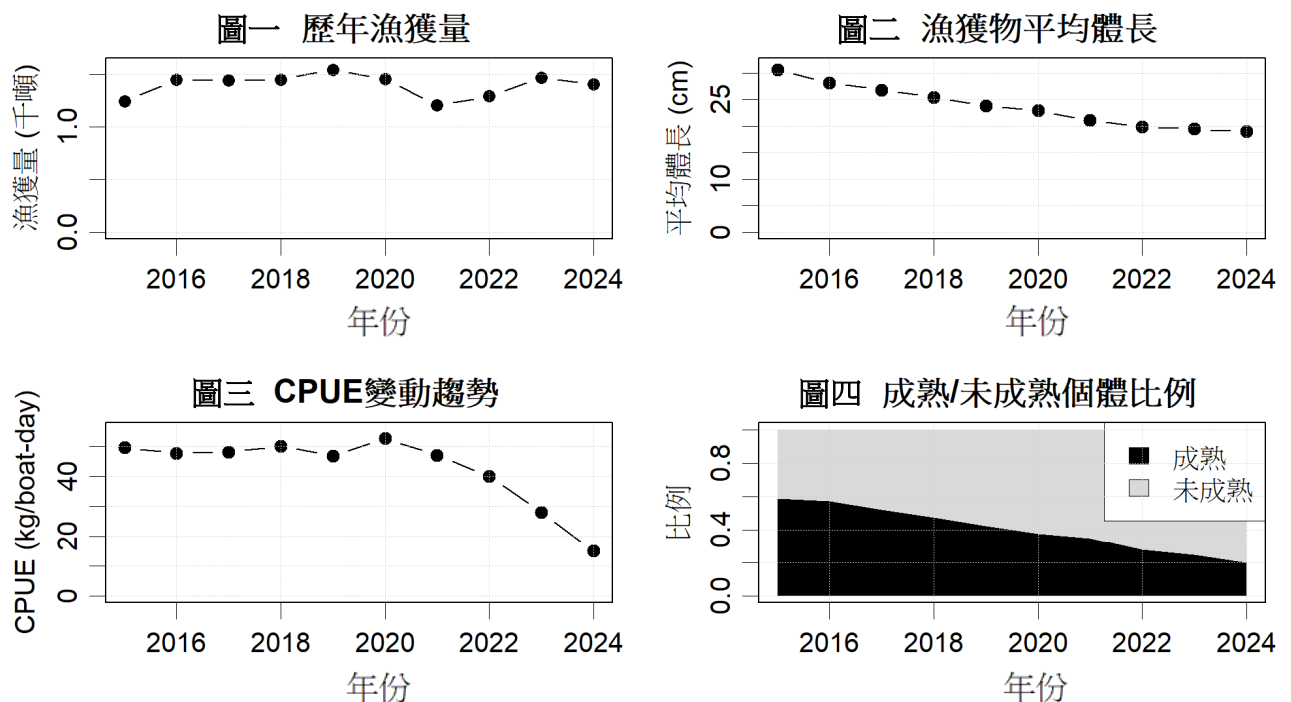 圖一 歷年漁獲量
漁獲量 (千噸)
1.0
0.0
2016 2018 2020 2022 2024
年份
圖二 漁獲物平均體長
平均體長 (cm)
25
10
0
2016 2018 2020 2022 2024
年份
圖三 CPUE變動趨勢
CPUE (kg/boat-day)
40
20
0
2016 2018 2020 2022 2024
年份
圖四 成熟/未成熟個體比例
比例
0.8
0.4
0.0
成熟
未成熟
2016 2018 2020 2022 2024
年份